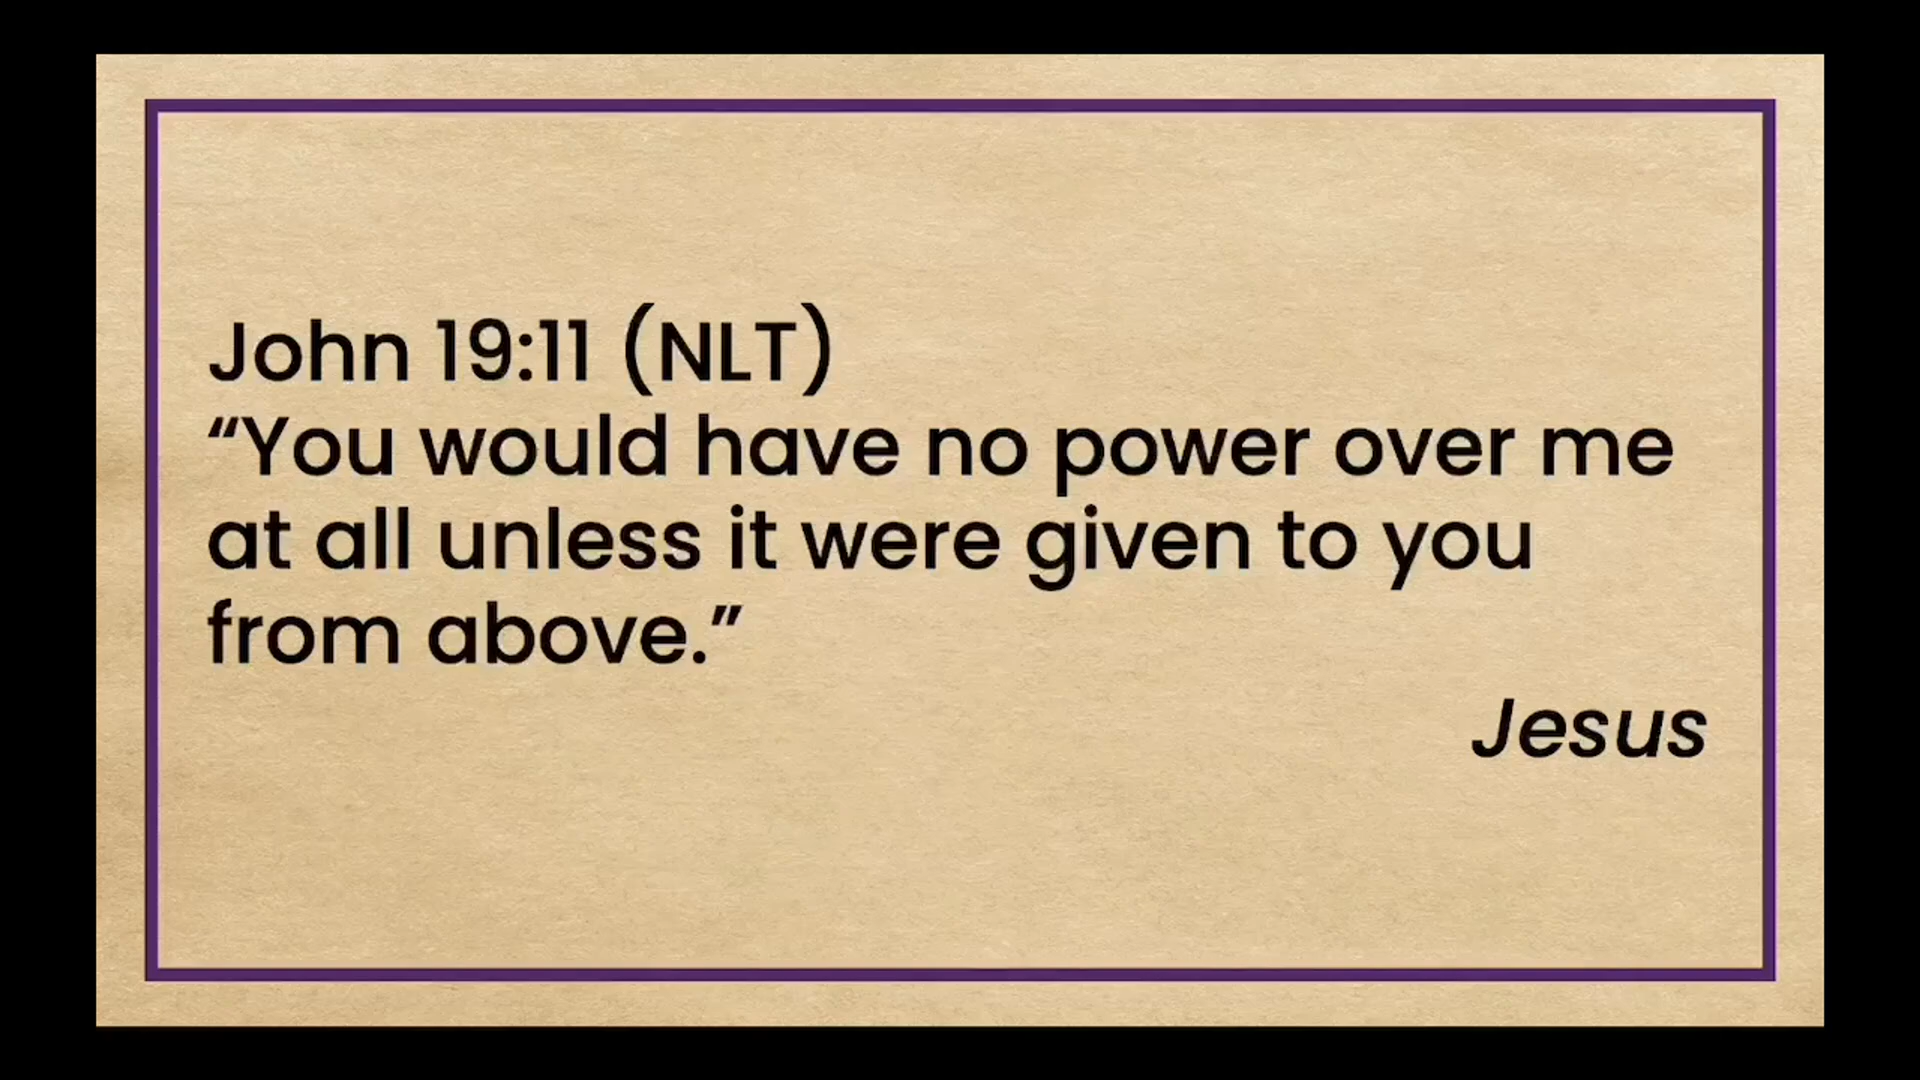 John 19:11 (NLT)
“You would have no power over me
at all unless it were given to you
from above.”
Jesus